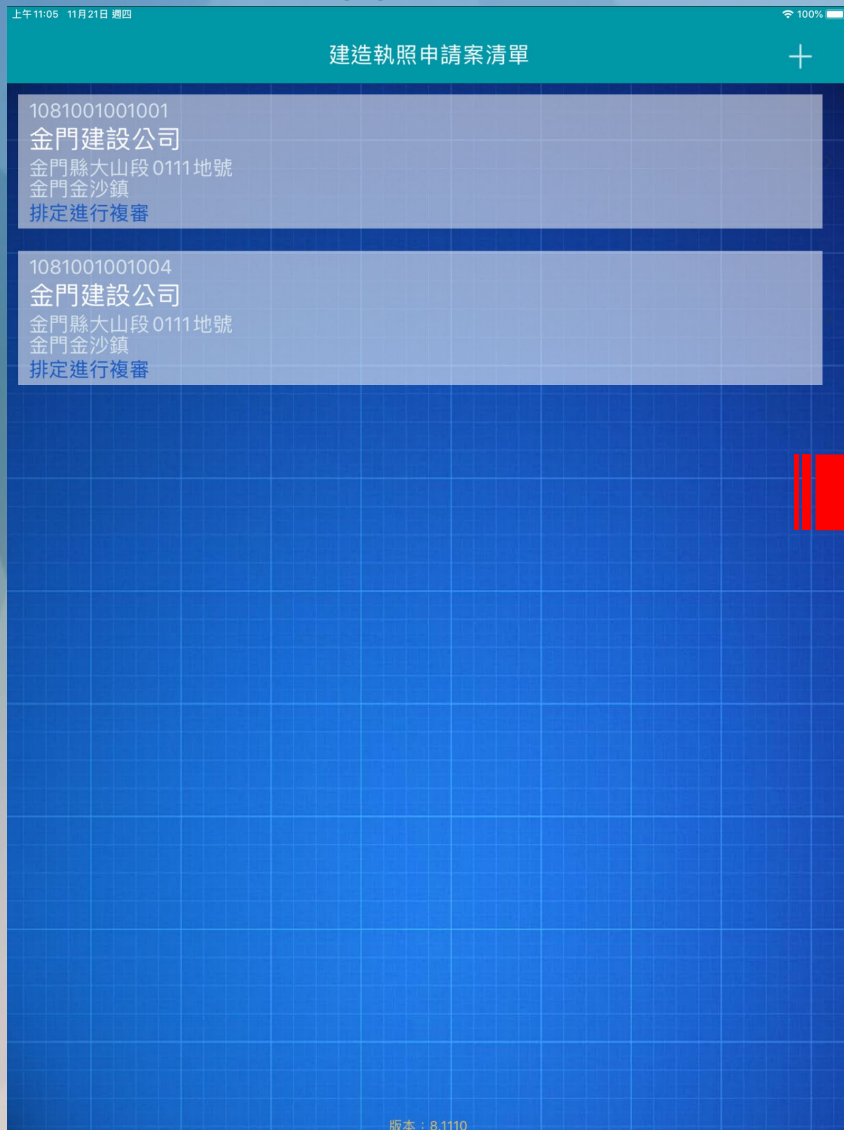 上午11:05 11月21日 週四
100%
建造執照申請案清單
1081001001001
金門建設公司
金門縣大山段0111地號
金門金沙鎮
排定進行複審
1081001001004
金門建設公司
金門縣大山段0111地號
金門金沙鎮
排定進行複審
版本：8.1110